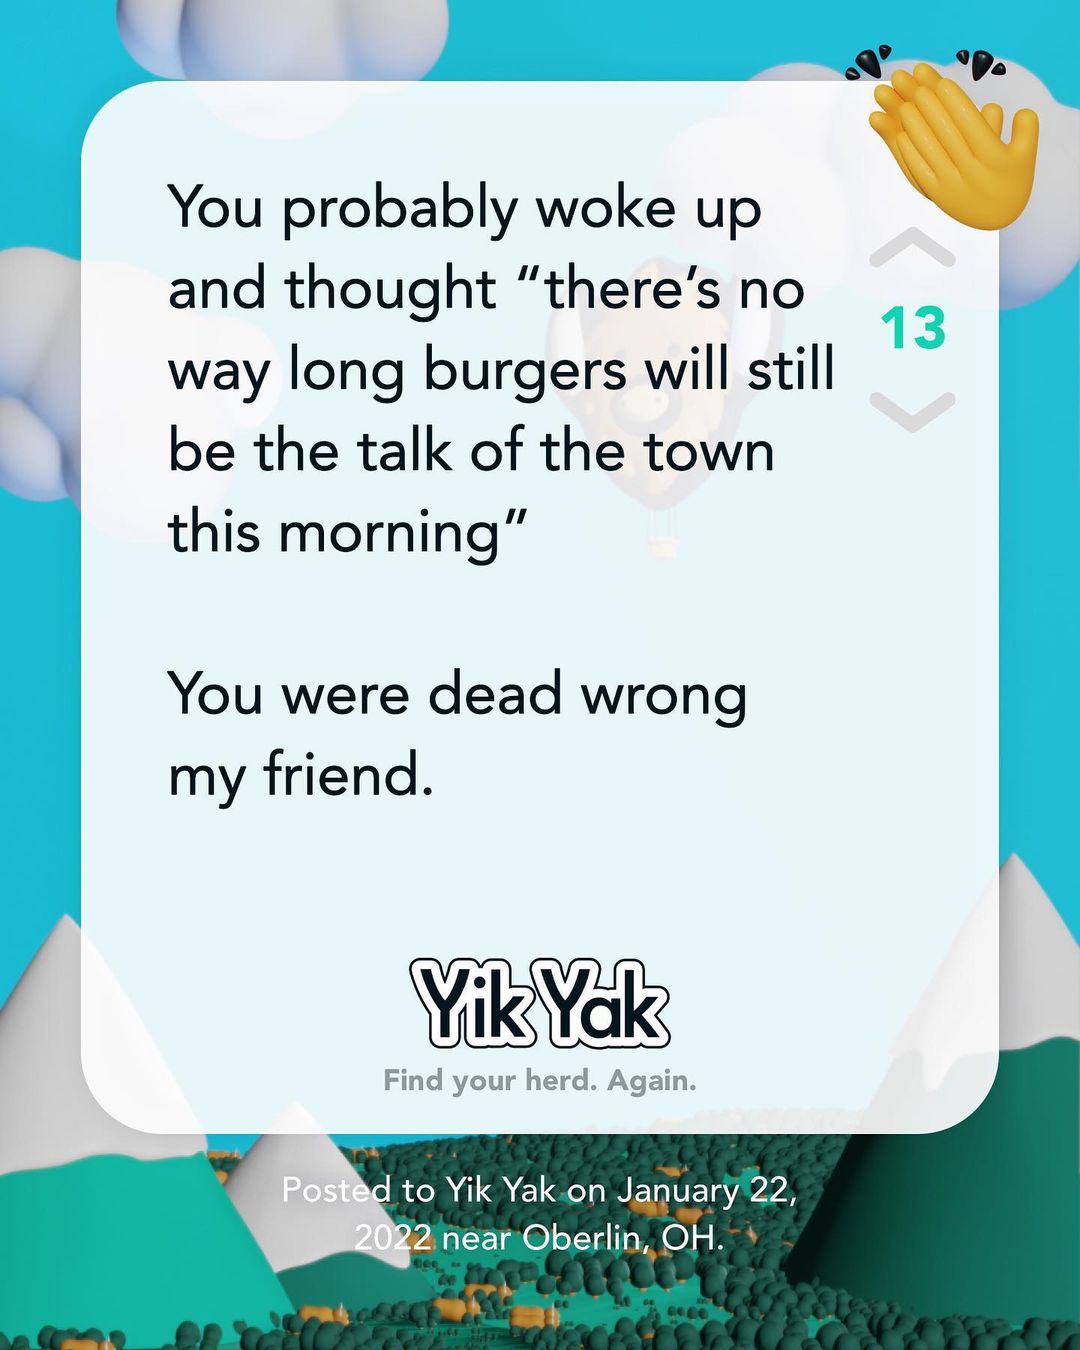 You probably woke up
and thought “there’s no
way long burgers will still
be the talk of the town
this morning”
You were dead wrong
my friend.
13
Yik Yak
Find your herd. Again.
Posted to Yik Yak on January 22,
2022 near Oberlin, OH.